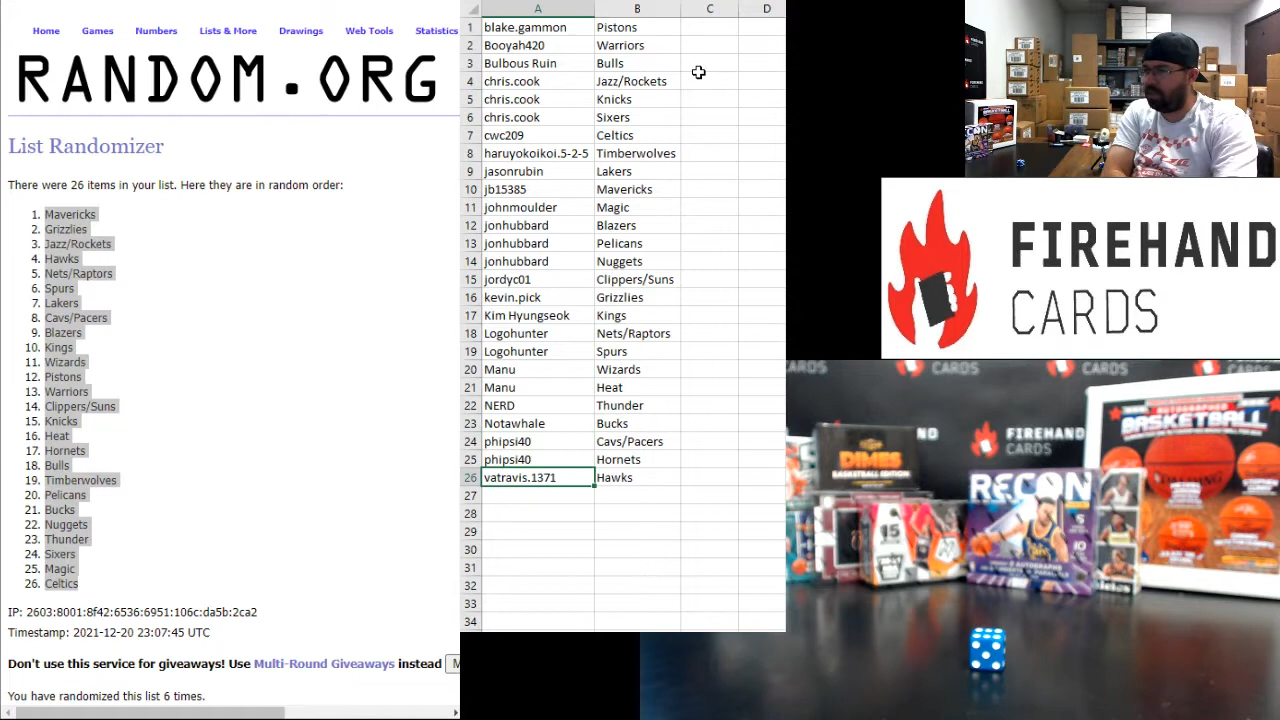 Home Games Numbers Lists & More Drawings Web Tools Statistics
RANDOM.ORG
List Randomizer
There were 26 items in your list. Here they are in random order:
1. Mavericks
2. Grizzlies
3. Jazz/Rockets
4. Hawks
5. Nets/Raptors
6. Spurs
7. Lakers
8. Cavs/Pacers
9. Blazers
10. Kings
11. Wizards
12. Pistons
13. Warriors
14. Clippers/Suns
15. Knicks
16. Heat
17. Hornets
18. Bulls
19. Timberwolves
20. Pelicans
21. Bucks
22. Nuggets
23. Thunder
24. Sixers
25. Magic
26. Celtics
IP: 2603:8001:8f42:6536:6951:106c:da5b:2ca2
Timestamp: 2021-12-20 23:07:45 UTC
Don't use this service for giveaways! Use Multi-Round Giveaways instead M
You have randomized this list 6 times.
A B C D
1 blake.gammon Pistons
2 Booyah420 Warriors
3 Bulbous Ruin Bulls
4 chris.cook Jazz/Rockets
5 chris.cook Knicks
6 chris.cook Sixers
7 cwc209 Celtics
8 haruyokoikoi.5-2-5 Timberwolves
9 jasonrubin Lakers
10 jb15385 Mavericks
11 johnmoulder Magic
12 jonhubbard Blazers
13 jonhubbard Pelicans
14 jonhubbard Nuggets
15 jordyc01 Clippers/Suns
16 kevin.pick Grizzlies
17 Kim Hyungseok Kings
18 Logohunter Nets/Raptors
19 Logohunter Spurs
20 Manu Wizards
21 Manu Heat
22 NERD Thunder
23 Notawhale Bucks
24 phipsi40 Cavs/Pacers
25 phipsi40 Hornets
26 vatravis.1371 Hawks
27
28
29
30
31
32
33
34
FIREHAND
CARDS
CARDS
CARDS
FIREHAND
CARDS
DIMES
BASKETBALL EDITION
RECON
AUTOGRAPHED
BASKETBALL
SPALDING